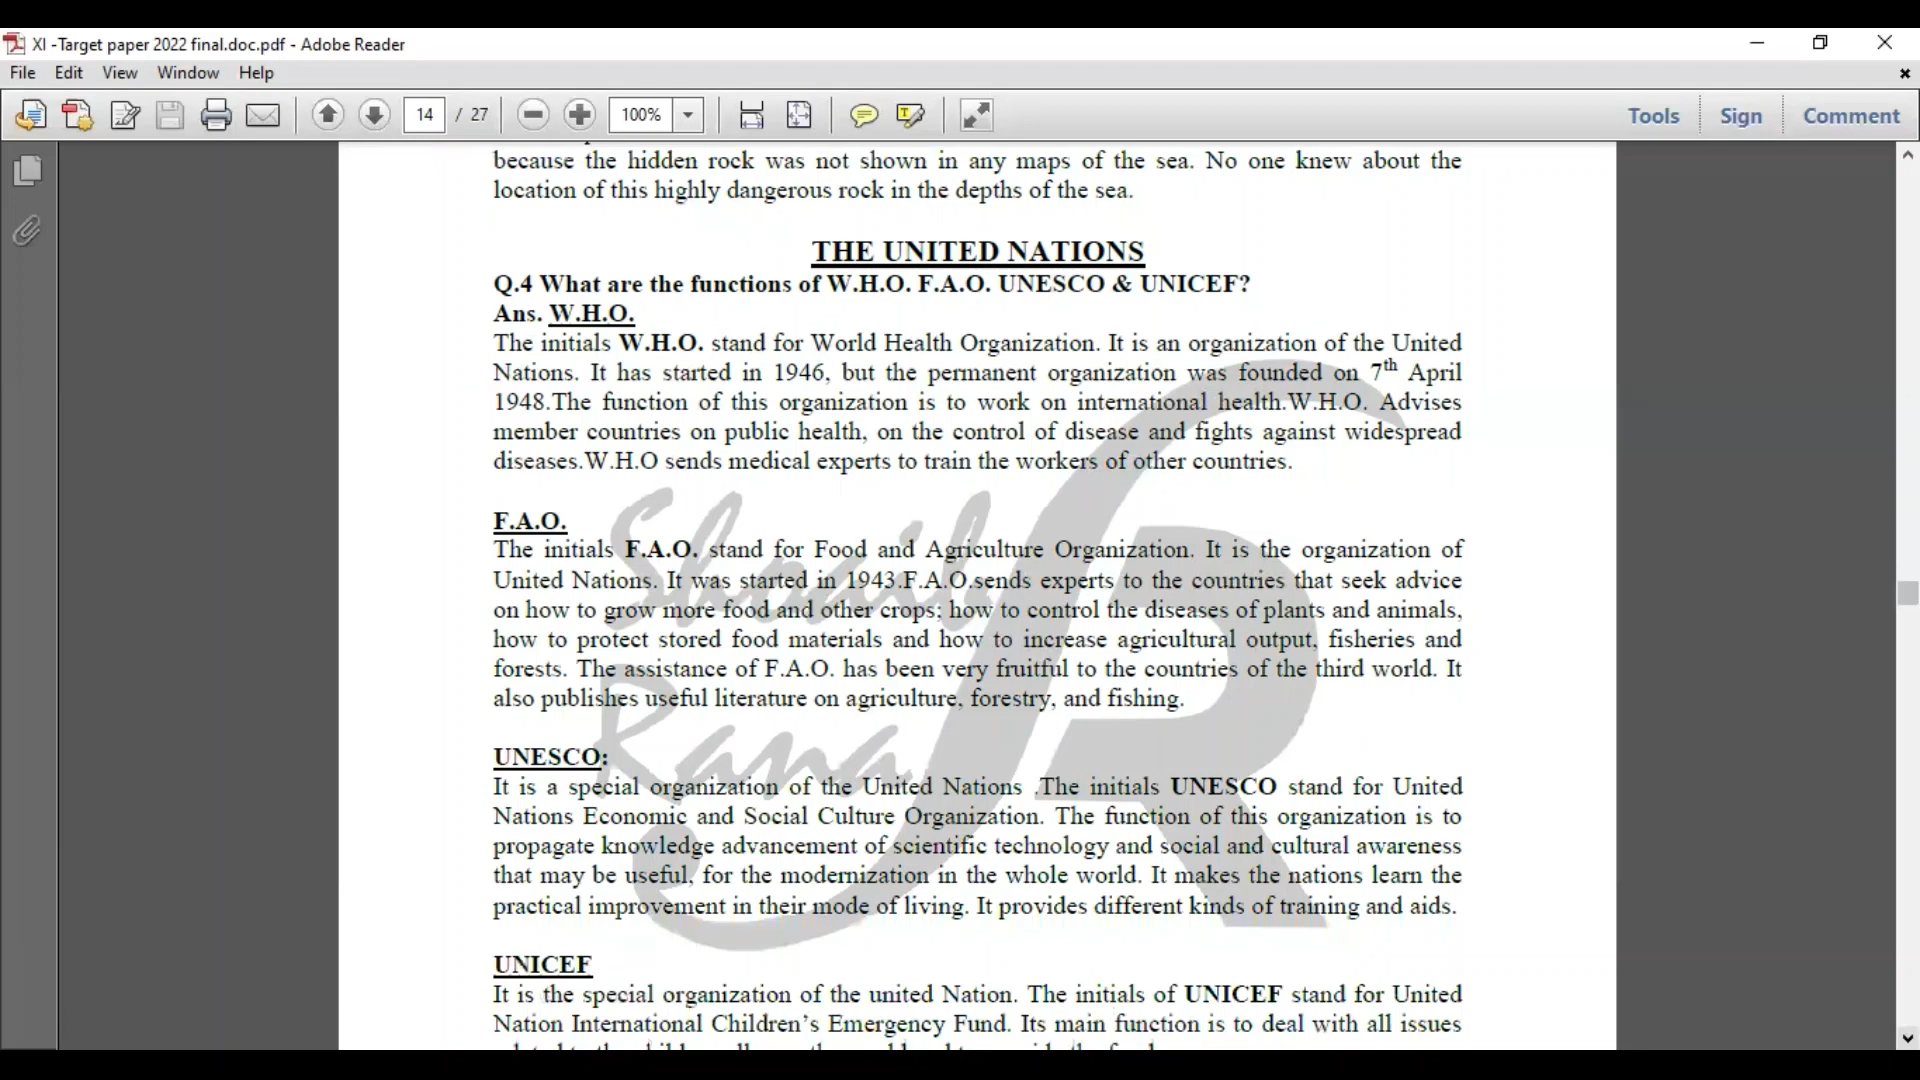 XI -Target paper 2022 final.doc.pdf - Adobe Reader
File Edit View Window Help
14 / 27 100% Tools Sign Comment
because the hidden rock was not shown in any maps of the sea. No one knew about the
location of this highly dangerous rock in the depths of the sea.
THE UNITED NATIONS
Q.4 What are the functions of W.H.O. F.A.O. UNESCO & UNICEF?
Ans. W.H.O.
The initials W.H.O. stand for World Health Organization. It is an organization of the United
Nations. It has started in 1946, but the permanent organization was founded on 7th April
1948.The function of this organization is to work on international health.W.H.O. Advises
member countries on public health, on the control of disease and fights against widespread
diseases.W.H.O sends medical experts to train the workers of other countries.
F.A.O.
The initials F.A.O. stand for Food and Agriculture Organization. It is the organization of
United Nations. It was started in 1943.F.A.O.sends experts to the countries that seek advice
on how to grow more food and other crops; how to control the diseases of plants and animals,
how to protect stored food materials and how to increase agricultural output, fisheries and
forests. The assistance of F.A.O. has been very fruitful to the countries of the third world. It
also publishes useful literature on agriculture, forestry, and fishing.
UNESCO:
It is a special organization of the United Nations .The initials UNESCO stand for United
Nations Economic and Social Culture Organization. The function of this organization is to
propagate knowledge advancement of scientific technology and social and cultural awareness
that may be useful, for the modernization in the whole world. It makes the nations learn the
practical improvement in their mode of living. It provides different kinds of training and aids.
UNICEF
It is the special organization of the united Nation. The initials of UNICEF stand for United
Nation International Children's Emergency Fund. Its main function is to deal with all issues
Shoaib
Rana
SR